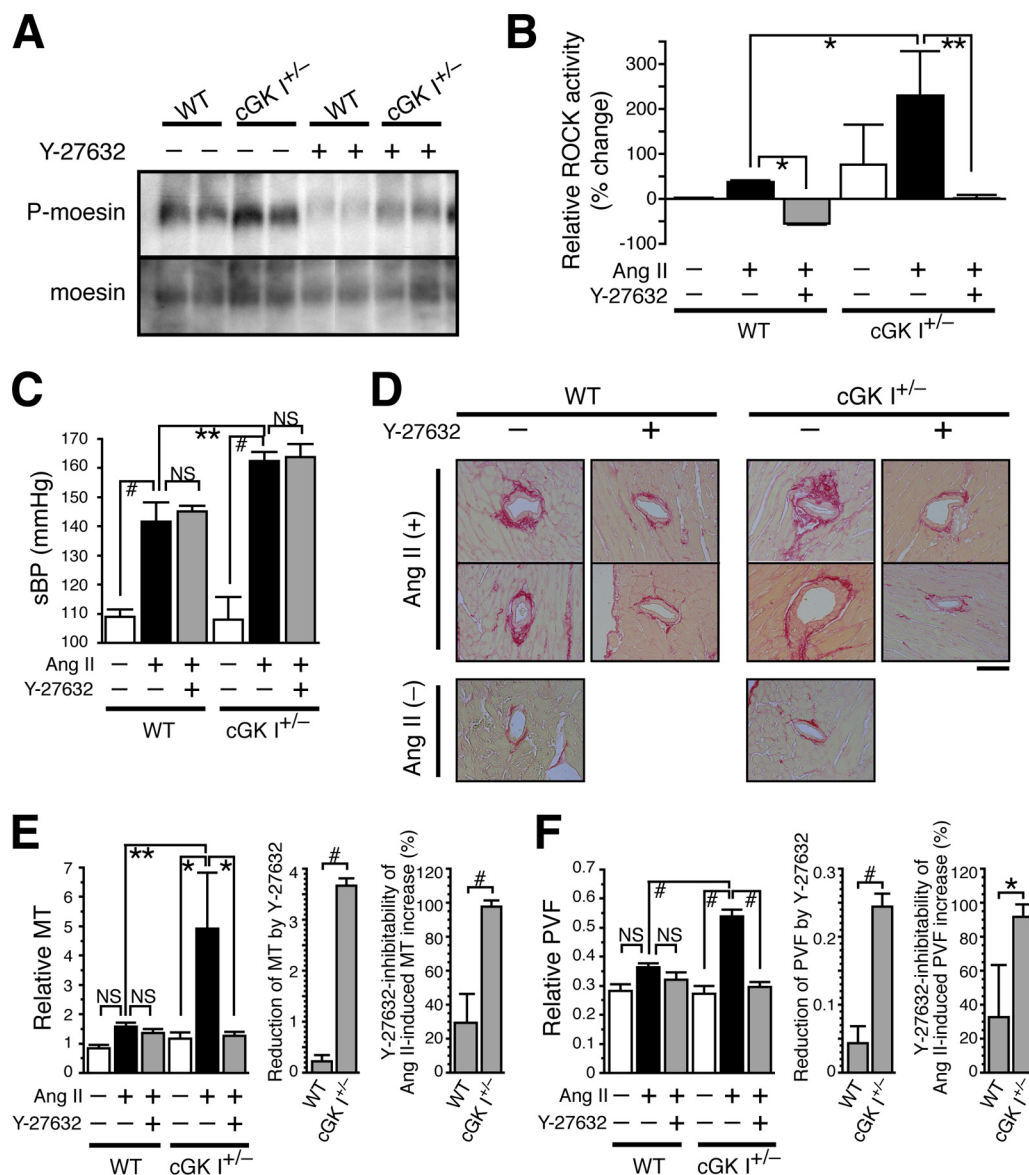 A
WT cGK I+/– WT cGK I+/–
Y-27632 – – – – + + + +
P-moesin
moesin
B
Relative ROCK activity
(% change)
300
200
100
0
-100
* **
*
Ang II – + + – + +
Y-27632 – – + – – +
WT cGK I+/–
C
sBP (mmHg)
170
160
150
140
130
120
110
100
** NS
# NS #
Ang II – + + – + +
Y-27632 – – + – – +
WT cGK I+/–
D
WT cGK I+/–
Y-27632 – + – +
Ang II (+)
Ang II (–)
E
Relative MT
7
6
5
4
3
2
1
0
**
* *
NS NS
Ang II – + + – + +
Y-27632 – – + – – +
WT cGK I+/–
Reduction of MT by Y-27632
4
3
2
1
0
#
WT
cGK I+/–
Y-27632-inhibitability of
Ang II-induced MT increase (%)
120
100
80
60
40
20
0
#
WT
cGK I+/–
F
Relative PVF
0.7
0.6
0.5
0.4
0.3
0.2
0.1
0
#
# #
NS NS
Ang II – + + – + +
Y-27632 – – + – – +
WT cGK I+/–
Reduction of PVF by Y-27632
0.3
0.2
0.1
0
#
WT
cGK I+/–
Y-27632-inhibitability of
Ang II-induced PVF increase (%)
120
100
80
60
40
20
0
*
WT
cGK I+/–